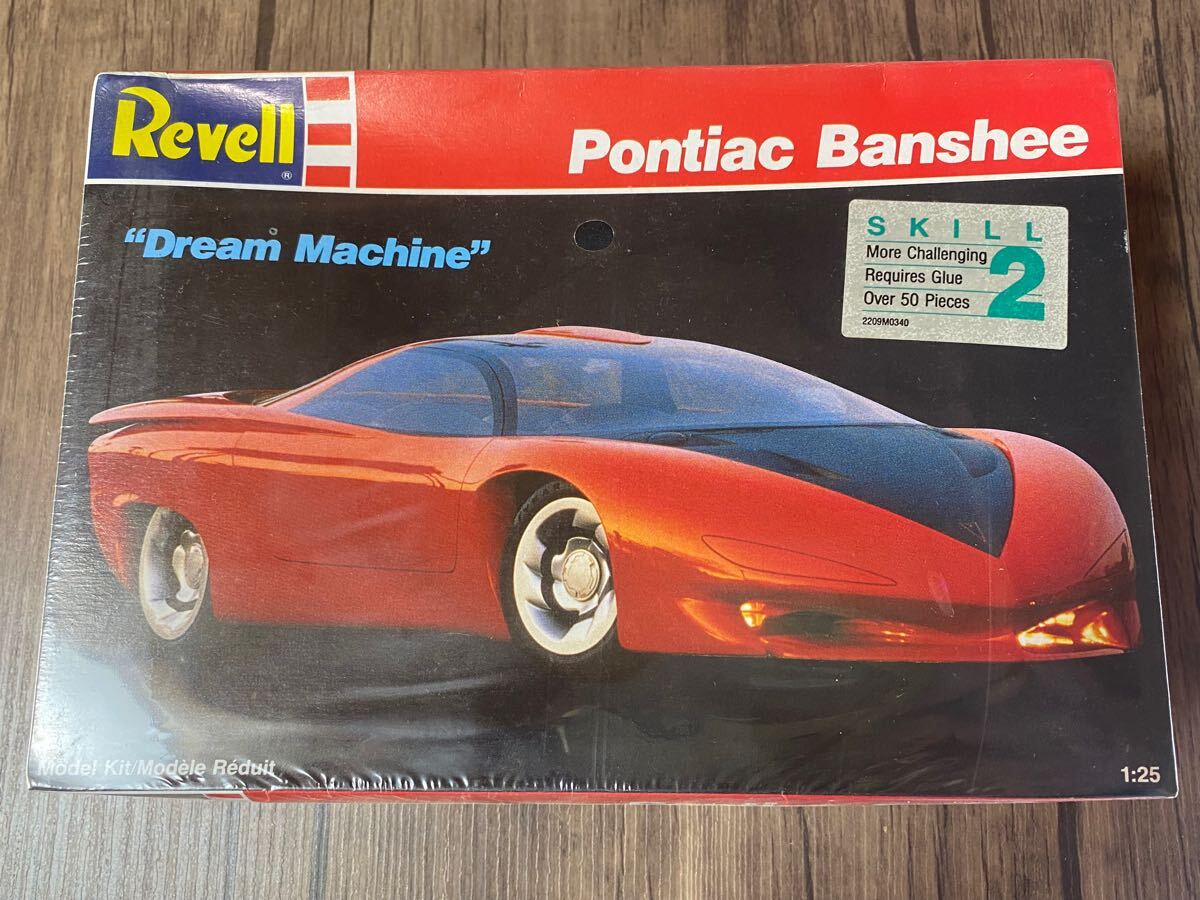 Revell
®
Pontiac Banshee
"Dream Machine"
SKILL
2
More Challenging
Requires Glue
Over 50 Pieces
2209M0340
Model Kit/Modèle Réduit
1:25